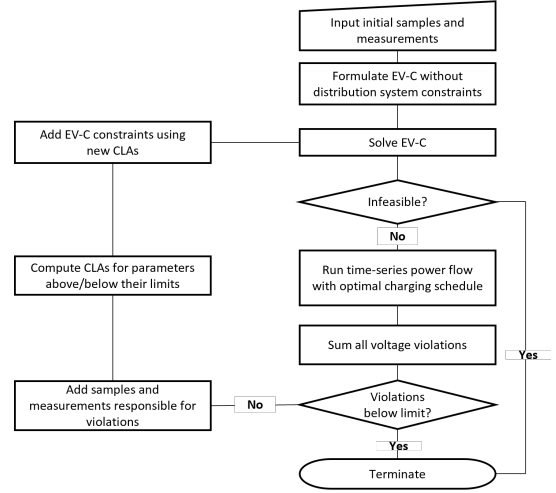 Input initial samples and
measurements
Formulate EV-C without
distribution system constraints
Add EV-C constraints using
new CLAs
Solve EV-C
Infeasible?
No
Compute CLAs for parameters
above/below their limits
Run time-series power flow
with optimal charging schedule
Sum all voltage violations
Yes
Add samples and
measurements responsible for
violations
No
Violations
below limit?
Yes
Terminate